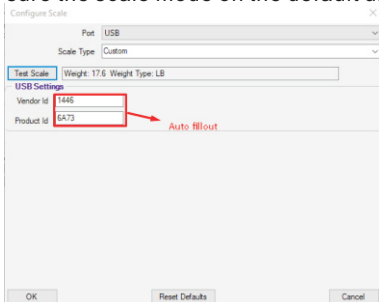 sure the scale mode on the default a
Configure Scale
Port USB
Scale Type Custom
Test Scale Weight: 17.6 Weight Type: LB
USB Settings
Vendor Id 1446
Product Id 6A73
Auto fillout
OK Reset Defaults Cancel